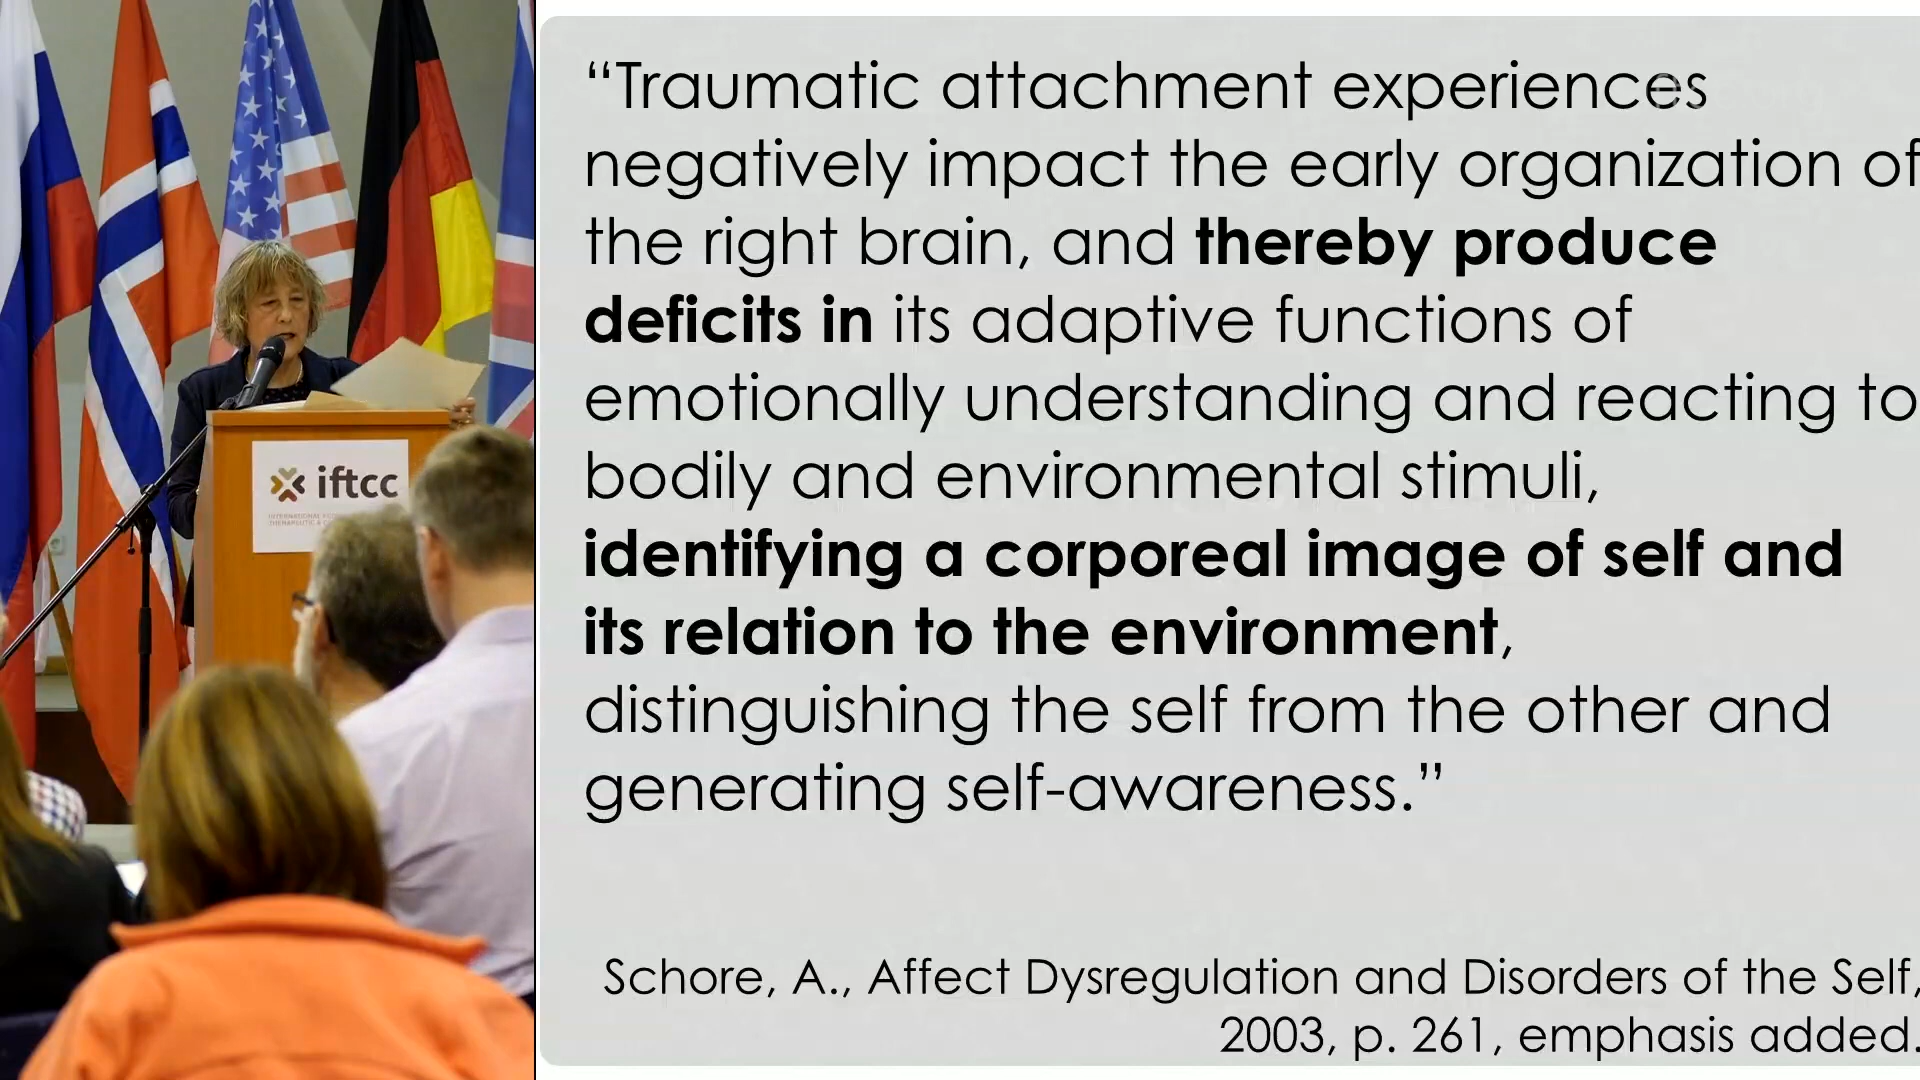 iftcc
“Traumatic attachment experiences
negatively impact the early organization of
the right brain, and thereby produce
deficits in its adaptive functions of
emotionally understanding and reacting to
bodily and environmental stimuli,
identifying a corporeal image of self and
its relation to the environment,
distinguishing the self from the other and
generating self-awareness.”
Schore, A., Affect Dysregulation and Disorders of the Self,
2003, p. 261, emphasis added.